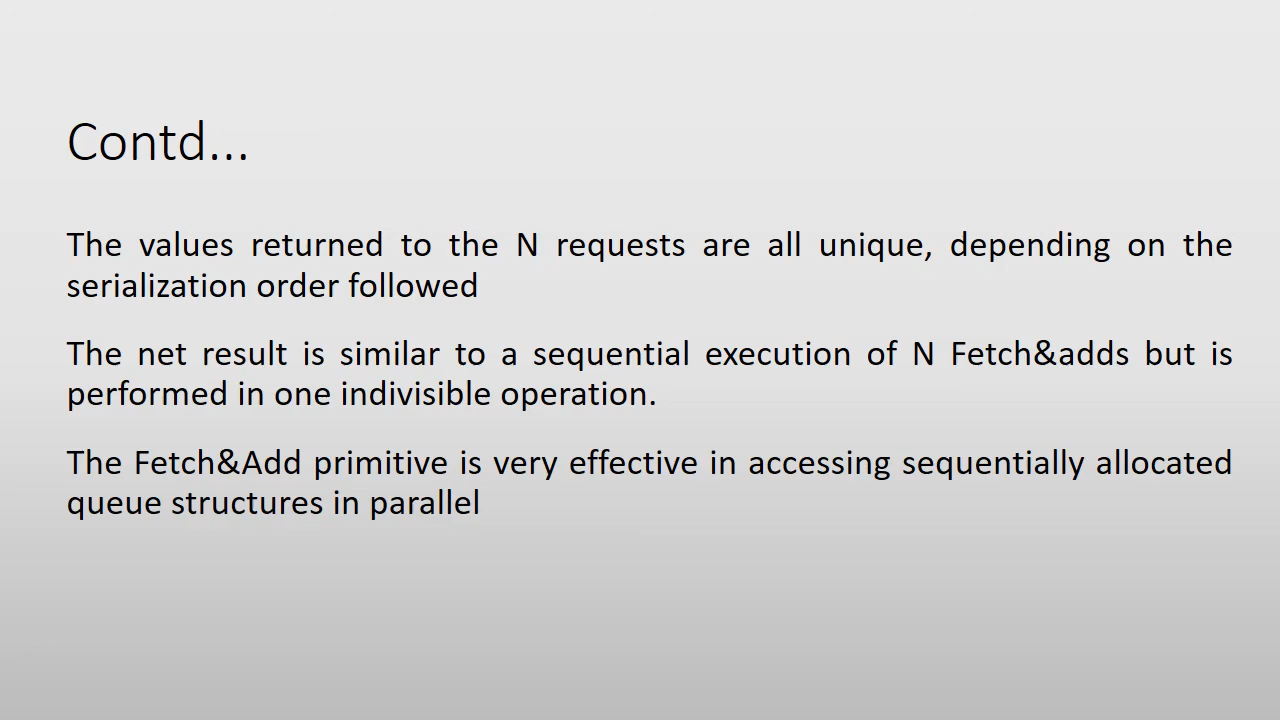 Contd...
The values returned to the N requests are all unique, depending on the
serialization order followed
The net result is similar to a sequential execution of N Fetch&adds but is
performed in one indivisible operation.
The Fetch&Add primitive is very effective in accessing sequentially allocated
queue structures in parallel